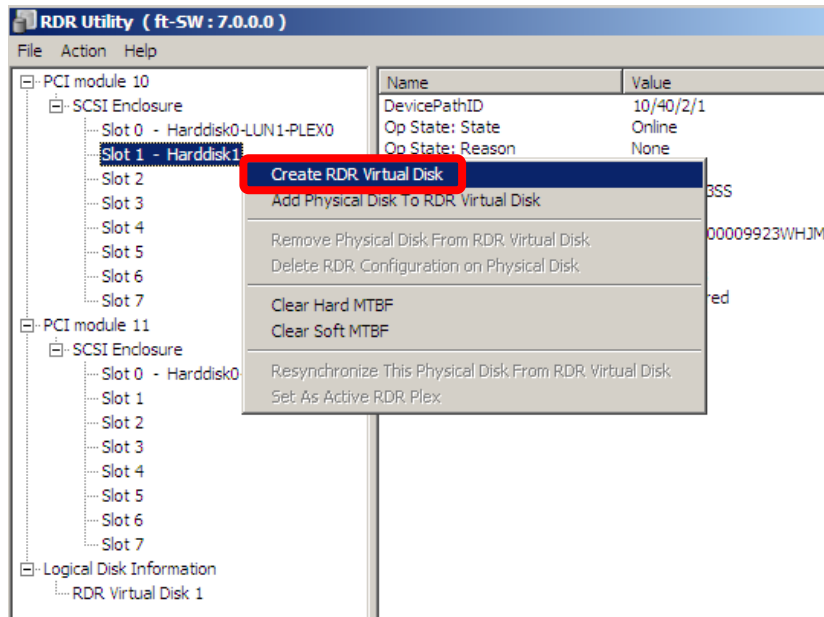 RDR Utility ( ft-SW : 7.0.0.0 )
File Action Help
PCI module 10
SCSI Enclosure
Slot 0 - Harddisk0-LUN1-PLEX0
Slot 1 - Harddisk1
Slot 2
Slot 3
Slot 4
Slot 5
Slot 6
Slot 7
PCI module 11
SCSI Enclosure
Slot 0 - Harddisk0
Slot 1
Slot 2
Slot 3
Slot 4
Slot 5
Slot 6
Slot 7
Logical Disk Information
RDR Virtual Disk 1
Name Value
DevicePathID 10/40/2/1
Op State: State Online
Op State: Reason None
3SS
00009923WHJM
red
Create RDR Virtual Disk
Add Physical Disk To RDR Virtual Disk
Remove Physical Disk From RDR Virtual Disk
Delete RDR Configuration on Physical Disk
Clear Hard MTBF
Clear Soft MTBF
Resynchronize This Physical Disk From RDR Virtual Disk
Set As Active RDR Plex